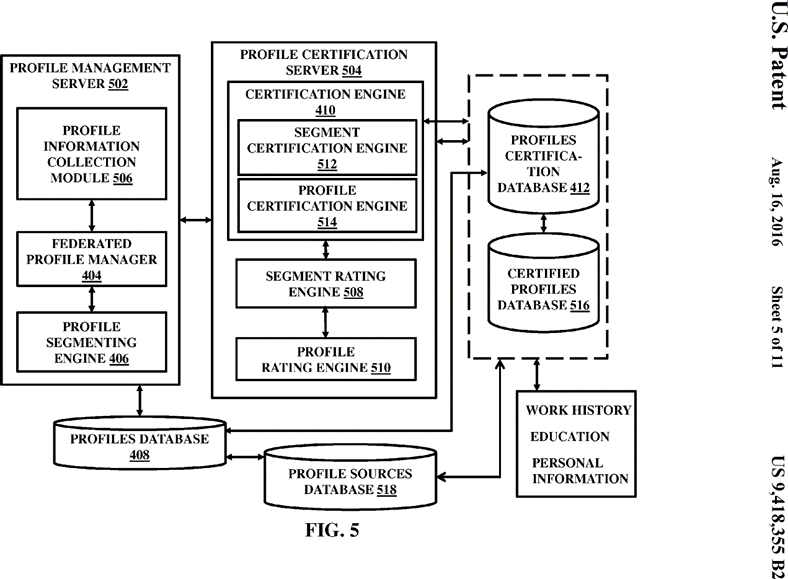 U.S. Patent
Aug. 16, 2016
Sheet 5 of 11
US 9,418,355 B2
PROFILE MANAGEMENT
SERVER 502
PROFILE
INFORMATION
COLLECTION
MODULE 506
FEDERATED
PROFILE MANAGER
404
PROFILE
SEGMENTING
ENGINE 406
PROFILE CERTIFICATION
SERVER 504
CERTIFICATION ENGINE
410
SEGMENT
CERTIFICATION ENGINE
512
PROFILE
CERTIFICATION ENGINE
514
SEGMENT RATING
ENGINE 508
PROFILE
RATING ENGINE 510
PROFILES
CERTIFICA-
TION
DATABASE 412
CERTIFIED
PROFILES
DATABASE 516
WORK HISTORY
EDUCATION
PERSONAL
INFORMATION
PROFILES DATABASE
408
PROFILE SOURCES
DATABASE 518
FIG. 5